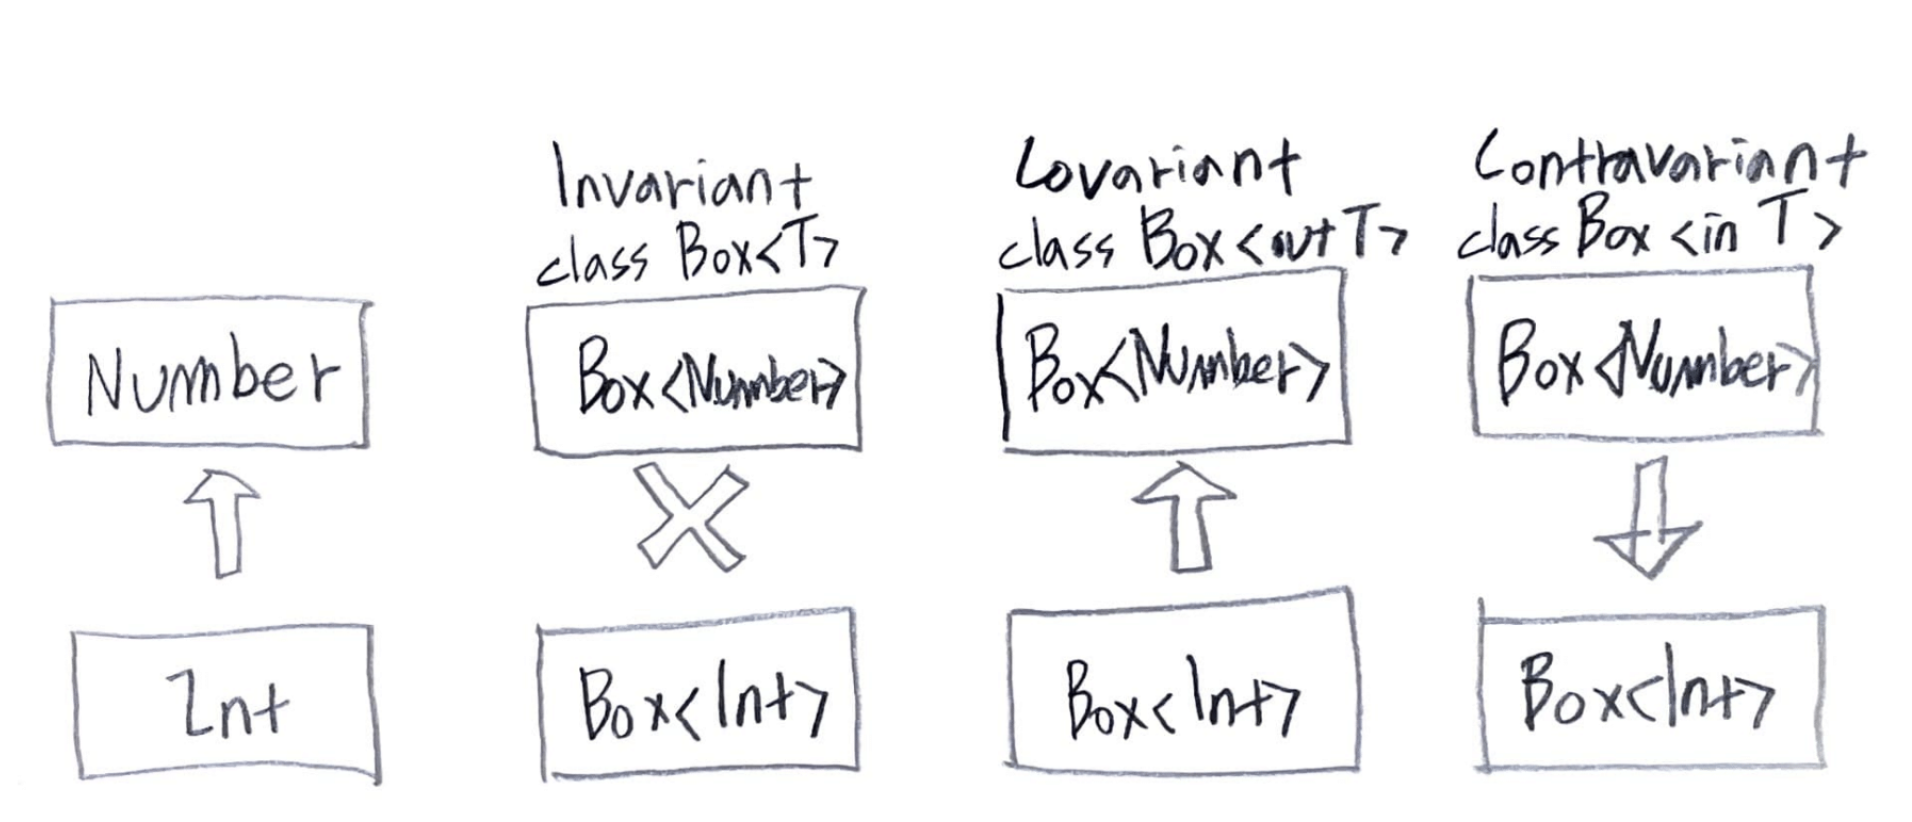 Invariant
class Box<T>
Covariant
class Box<out T>
Contravariant
class Box <in T>
Number
Box<Number>
Box<Number>
Box<Number>
Int
Box<Int>
Box<Int>
Box<Int>